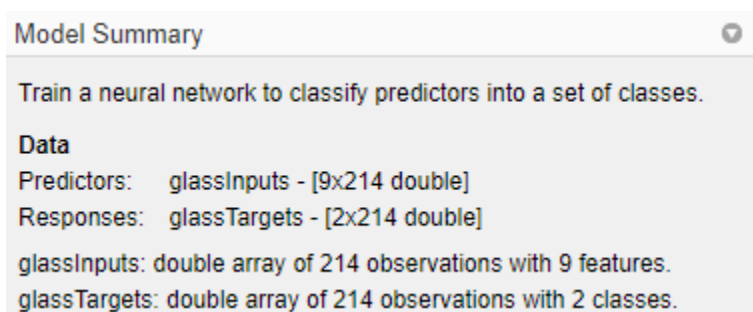 Model Summary
Train a neural network to classify predictors into a set of classes.
Data
Predictors: glassInputs - [9x214 double]
Responses: glassTargets - [2x214 double]
glassInputs: double array of 214 observations with 9 features.
glassTargets: double array of 214 observations with 2 classes.